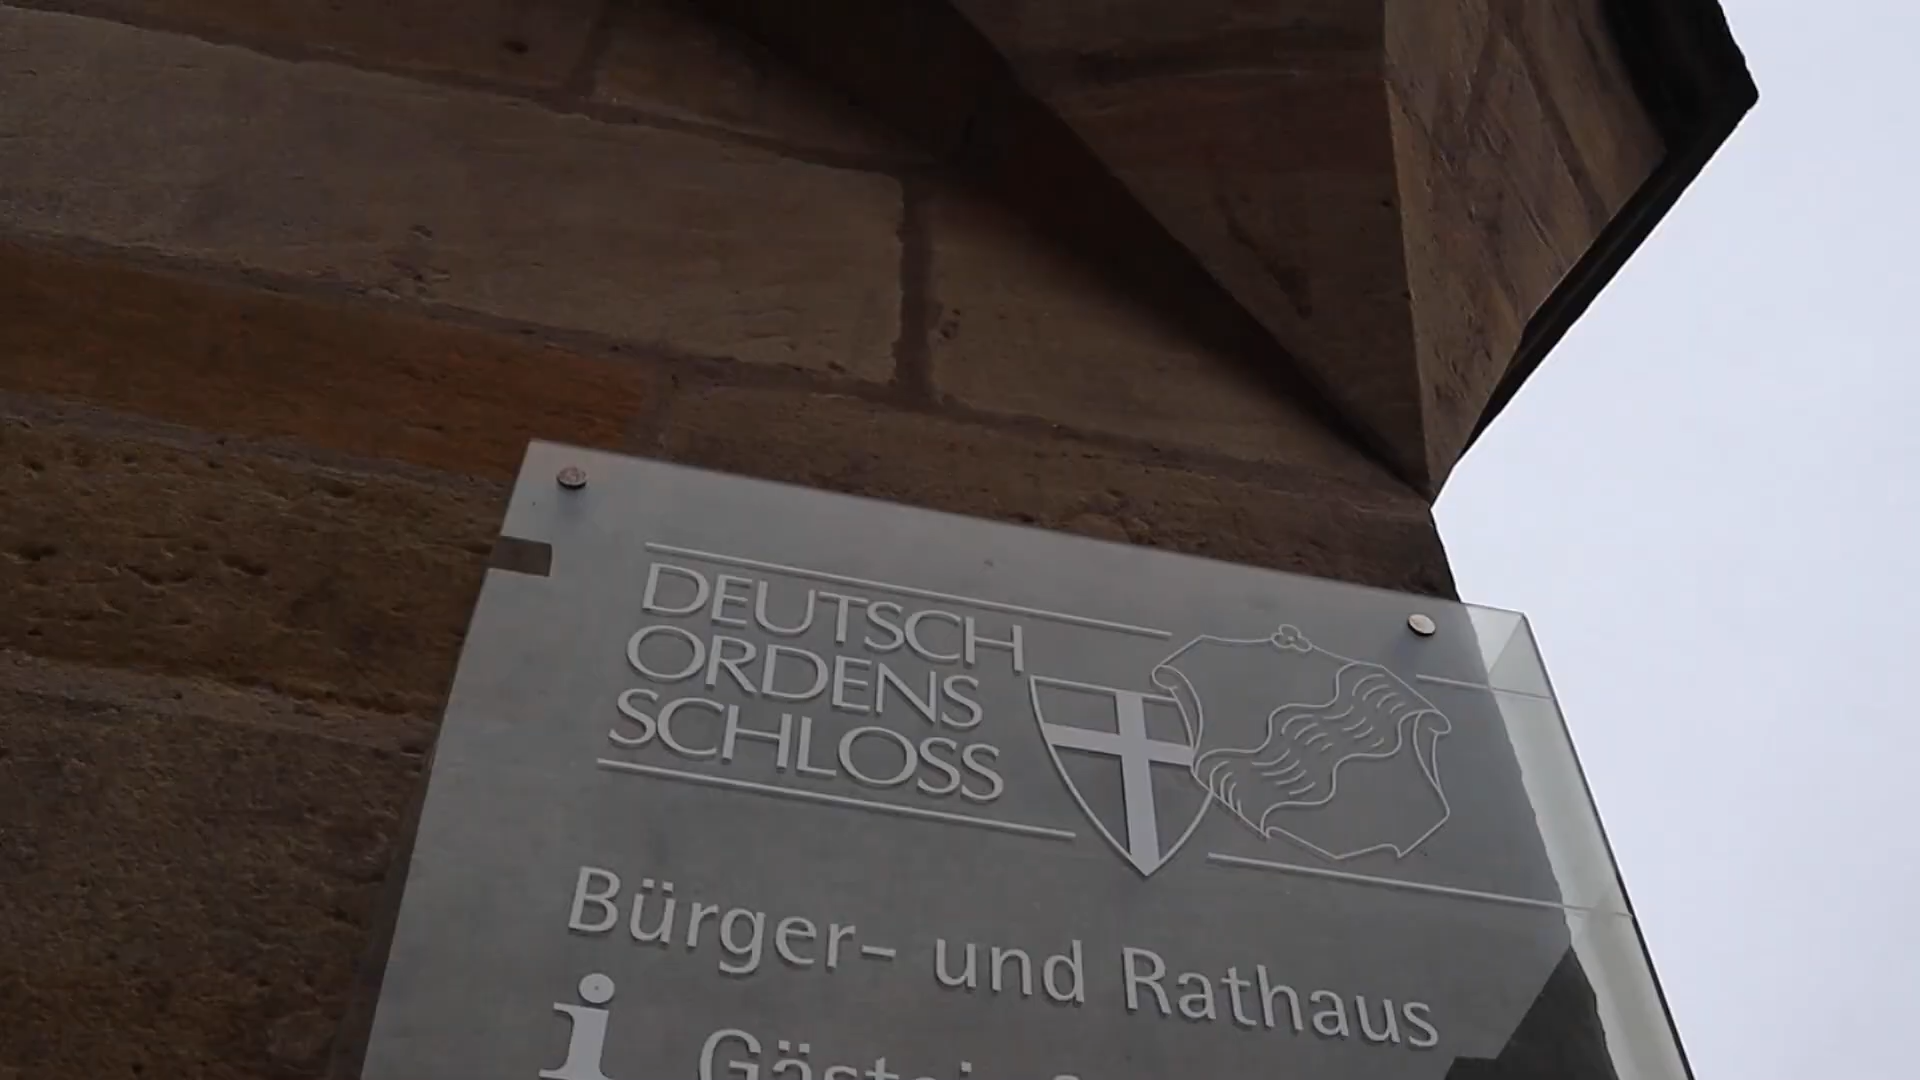 DEUTSCH
ORDENS
SCHLOSS
Bürger- und Rathaus
i